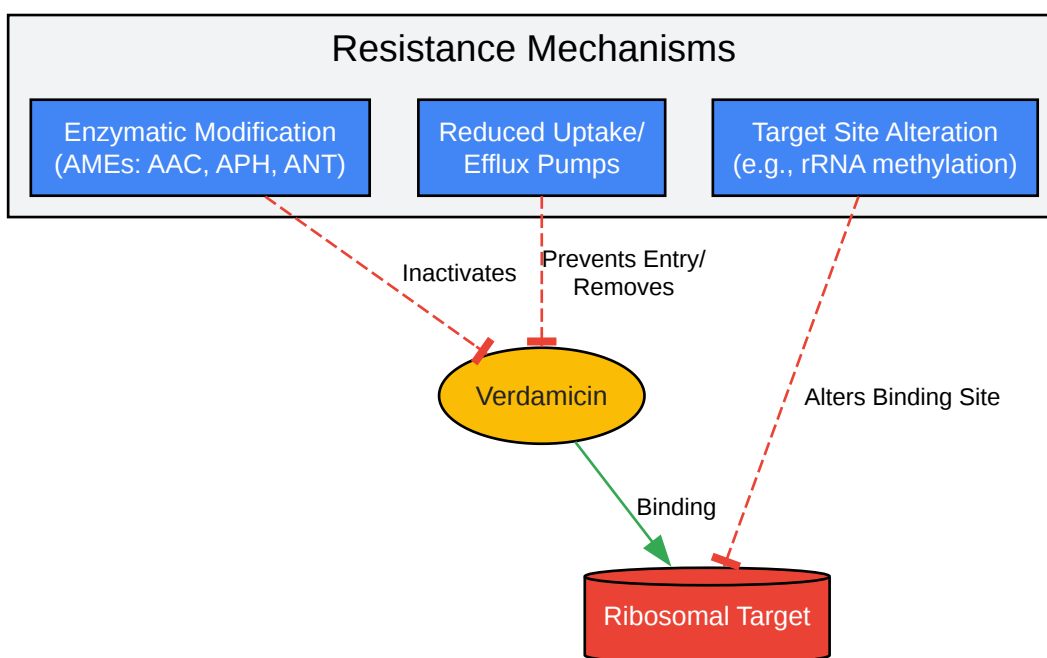 Resistance Mechanisms
Enzymatic Modification
(AMEs: AAC, APH, ANT)
Reduced Uptake/
Efflux Pumps
Target Site Alteration
(e.g., rRNA methylation)
Inactivates
Prevents Entry/
Removes
Verdamicin
Alters Binding Site
Binding
Ribosomal Target